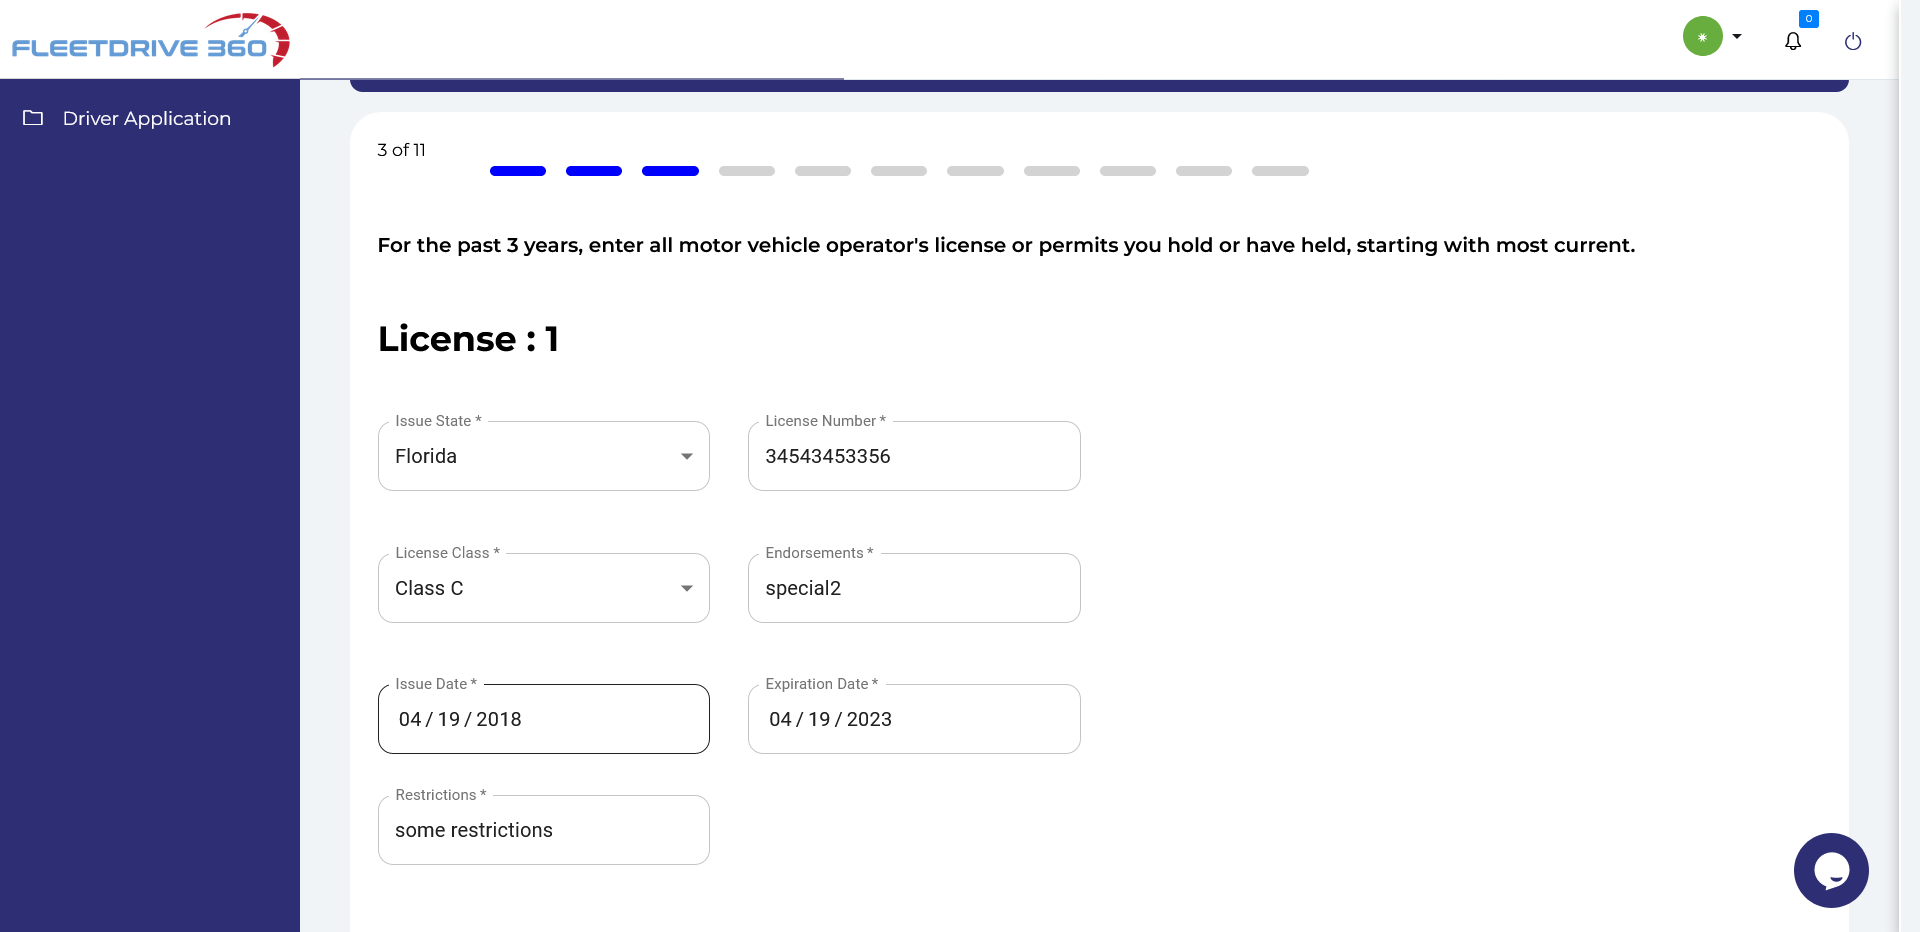 FLEETDRIVE 360
0
Driver Application
3 of 11
For the past 3 years, enter all motor vehicle operator's license or permits you hold or have held, starting with most current.
License : 1
Issue State *
Florida
License Number *
34543453356
License Class *
Class C
Endorsements *
special2
Issue Date *
04 / 19 / 2018
Expiration Date *
04 / 19 / 2023
Restrictions *
some restrictions